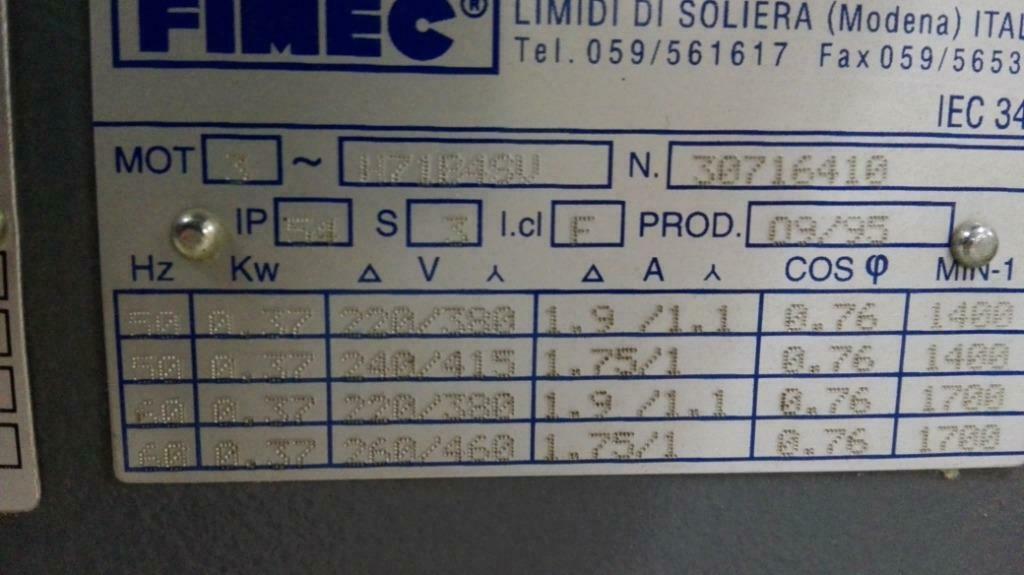 FIMEC®
LIMIDI DI SOLIERA (Modena) ITAL
Tel. 059/561617 Fax 059/5653
IEC 34
MOT 3 ~ H71B4SV N. 30716410
IP 54 S 3 I.cl F PROD. 09/95
Hz Kw Δ V ⅄ Δ A ⅄ COS φ MIN-1
50 0.37 220/380 1.9 /1.1 0.76 1400
50 0.37 240/415 1.75/1 0.76 1400
60 0.37 220/380 1.9 /1.1 0.76 1700
60 0.37 260/460 1.75/1 0.76 1700